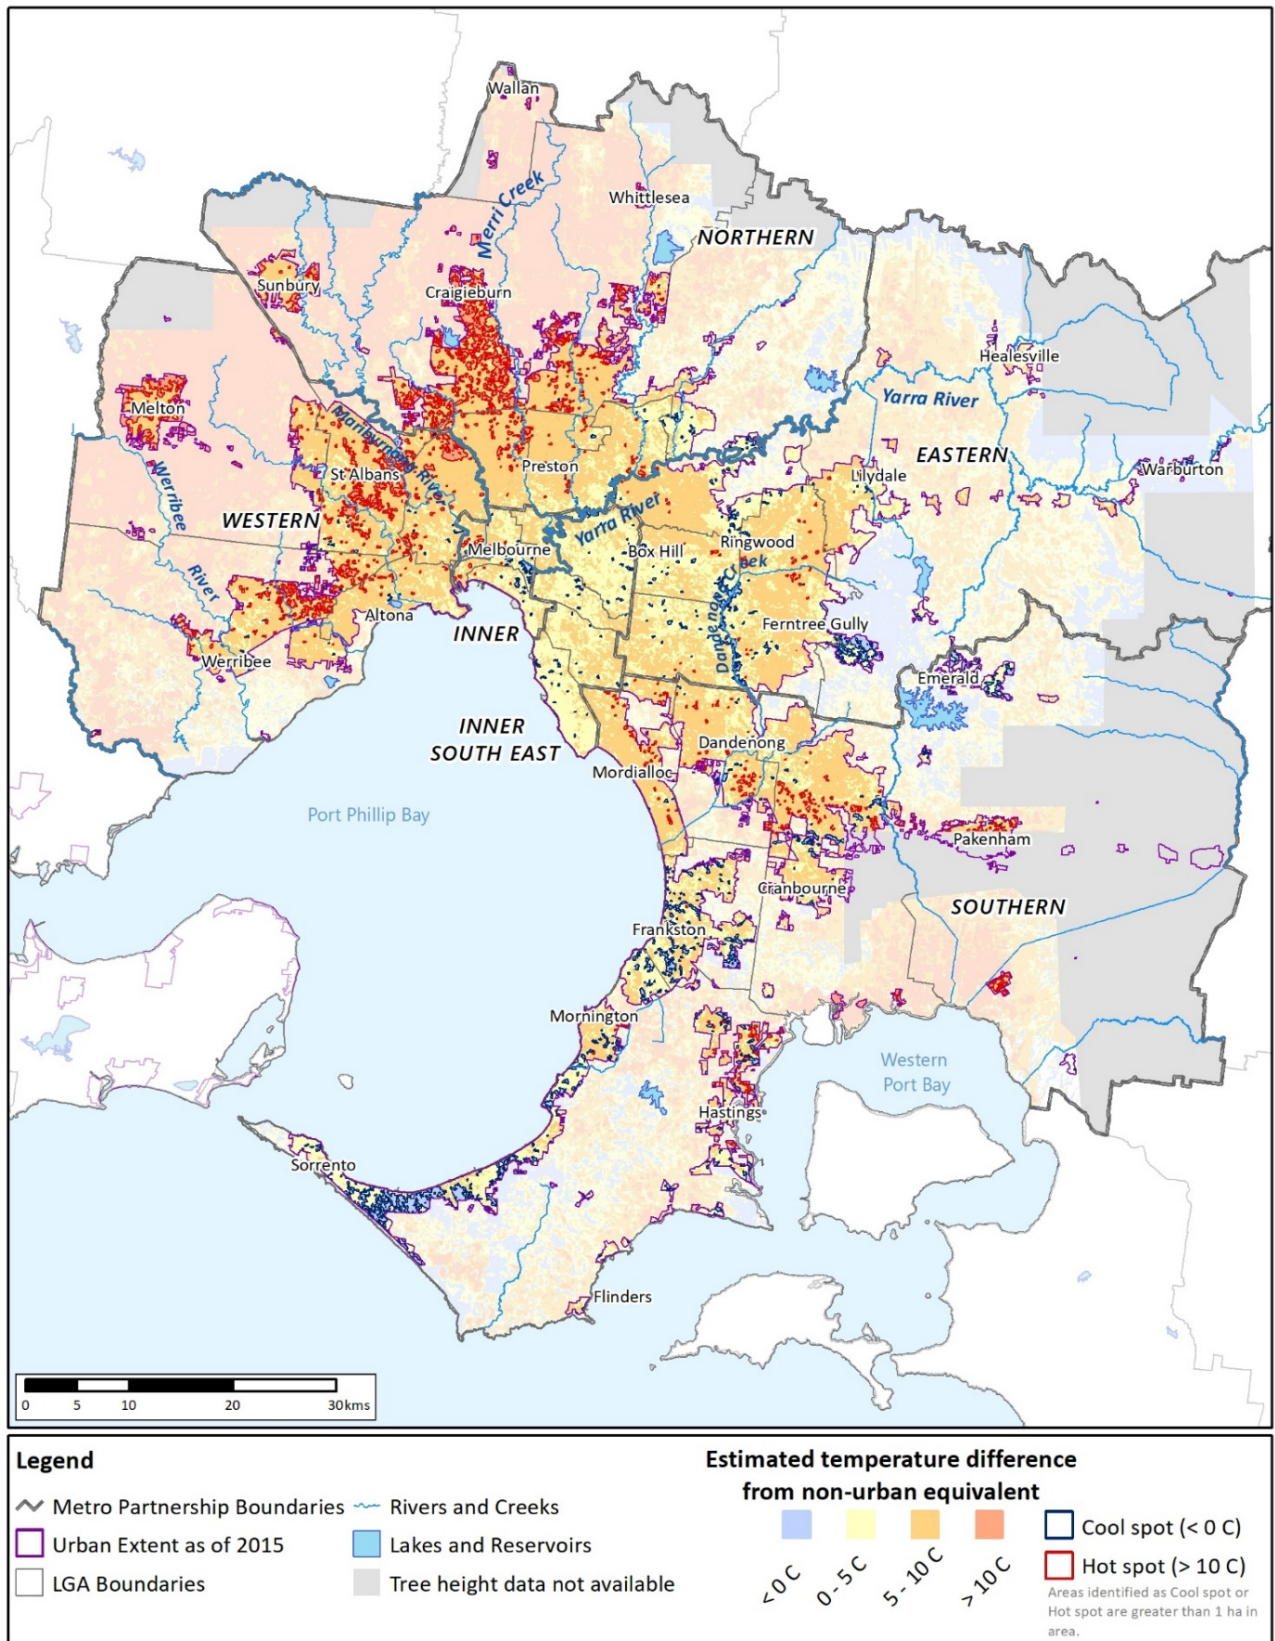 Wallan
Whittlesea
Merri Creek
NORTHERN
Sunbury
Craigieburn
Healesville
Yarra River
Melton
Maribyrnong River
EASTERN
Preston
Warburton
St Albans
Lilydale
Werribee
River
WESTERN
Yarra River
Melbourne
Box Hill
Ringwood
Dandenong Creek
Altona
INNER
Ferntree Gully
Werribee
Emerald
INNER
SOUTH EAST
Dandenong
Mordialloc
Port Phillip Bay
Pakenham
Cranbourne
SOUTHERN
Frankston
Mornington
Western
Port Bay
Hastings
Sorrento
Flinders
0 5 10 20 30kms
Legend
Metro Partnership Boundaries
Urban Extent as of 2015
LGA Boundaries
Rivers and Creeks
Lakes and Reservoirs
Tree height data not available
Estimated temperature difference
from non-urban equivalent
< 0 C
0 - 5 C
5 - 10 C
> 10 C
Cool spot (< 0 C)
Hot spot (> 10 C)
Areas identified as Cool spot or
Hot spot are greater than 1 ha in
area.